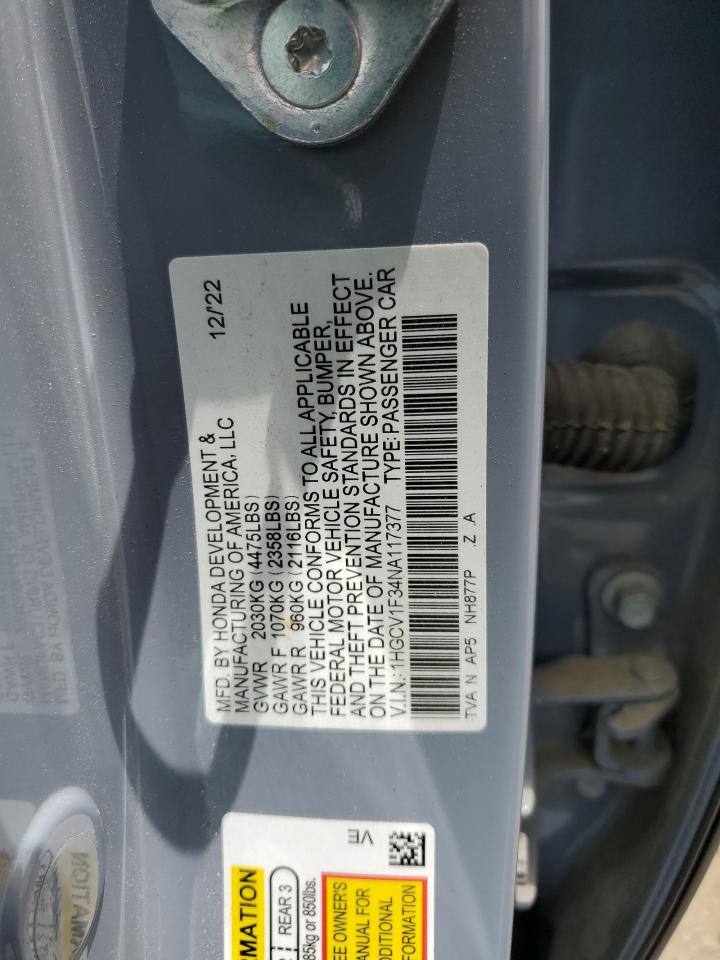 12/'22
MFD. BY HONDA DEVELOPMENT &
MANUFACTURING OF AMERICA, LLC
GVWR 2030KG (4475LBS)
GAWR F 1070KG (2358LBS)
GAWR R 960KG (2116LBS)
THIS VEHICLE CONFORMS TO ALL APPLICABLE
FEDERAL MOTOR VEHICLE SAFETY, BUMPER,
AND THEFT PREVENTION STANDARDS IN EFFECT
ON THE DATE OF MANUFACTURE SHOWN ABOVE.
V.I.N.: 1HGCV1F34NA117377 TYPE: PASSENGER CAR
TVA N AP5 NH877P .Z .A
VE
REAR 3
85kg or 850lbs.
EE OWNER'S
ANUAL FOR
DDITIONAL
FORMATION